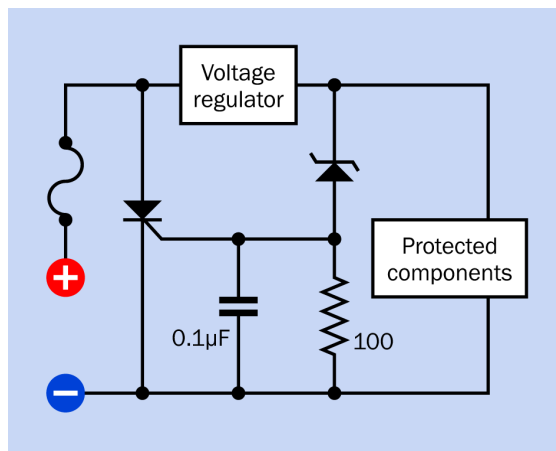 Voltage
regulator
Protected
components
0.1µF
100